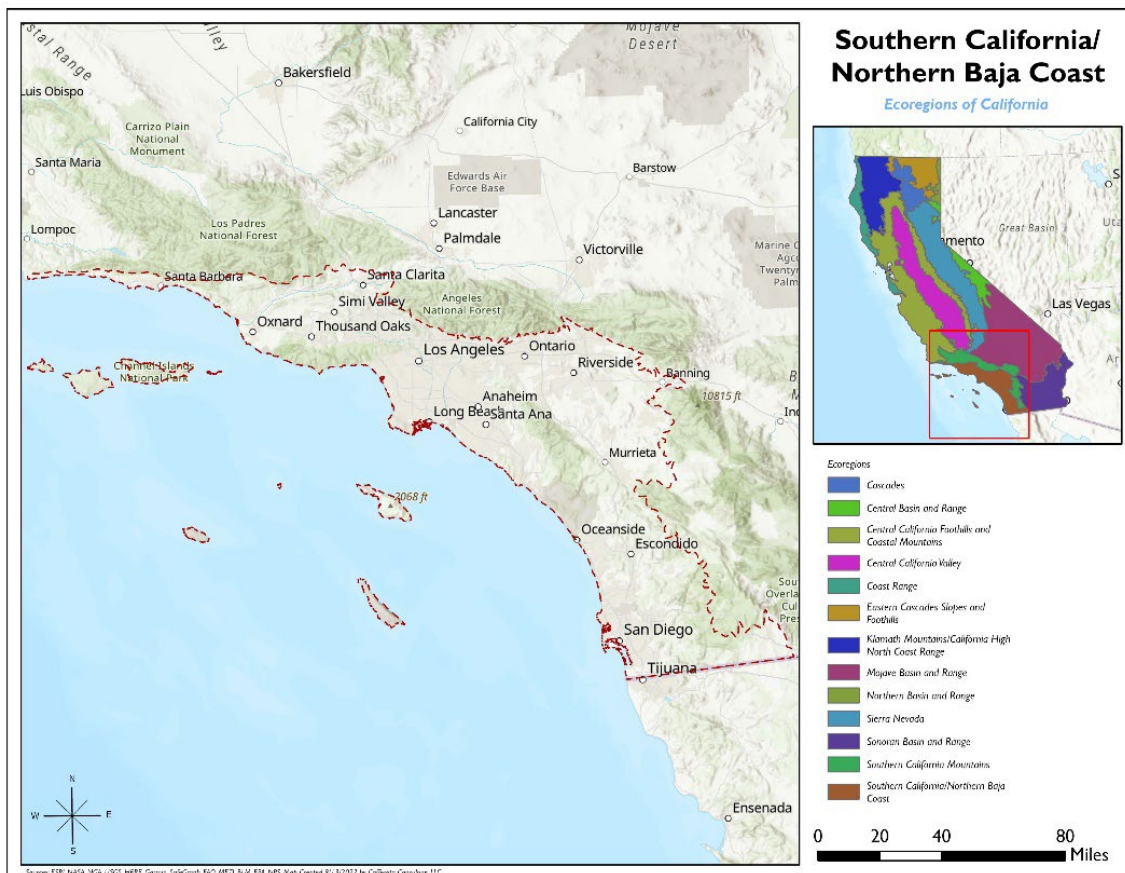 Southern California/
Northern Baja Coast
Ecoregions of California
Mojave
Desert
Bakersfield
Luis Obispo
California City
Carrizo Plain
National
Monument
Santa Maria
Barstow
Edwards Air
Force Base
Lancaster
Los Padres
National Forest
Lompoc
Palmdale
Victorville
Santa Barbara
Santa Clarita
Simi Valley
Angeles
National Forest
Oxnard
Thousand Oaks
Los Angeles
Ontario
Riverside
Channel Islands
National Park
Banning
10815 ft
Anaheim
Long Beach
Santa Ana
Murrieta
2068 ft
Oceanside
Escondido
San Diego
Tijuana
Ensenada
N
W
E
S
Great Basin
Las Vegas
Ecoregions
Cascades
Central Basin and Range
Central California Foothills and
Coastal Mountains
Central California Valley
Coast Range
Eastern Cascades Slopes and
Foothills
Klamath Mountains/California High
North Coast Range
Mojave Basin and Range
Northern Basin and Range
Sierra Nevada
Sonoran Basin and Range
Southern California Mountains
Southern California/Northern Baja
Coast
0 20 40 80
Miles